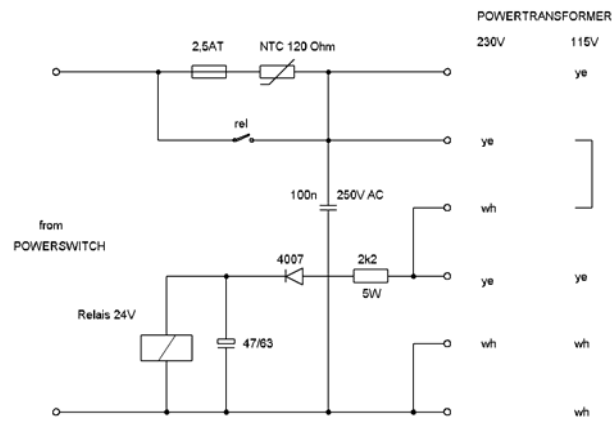 POWERTRANSFORMER
230V 115V
2,5AT NTC 120 Ohm
ye
rel
ye
100n 250V AC
wh
from
POWERSWITCH
4007 2k2
ye ye
5W
Relais 24V
47/63
wh wh
wh